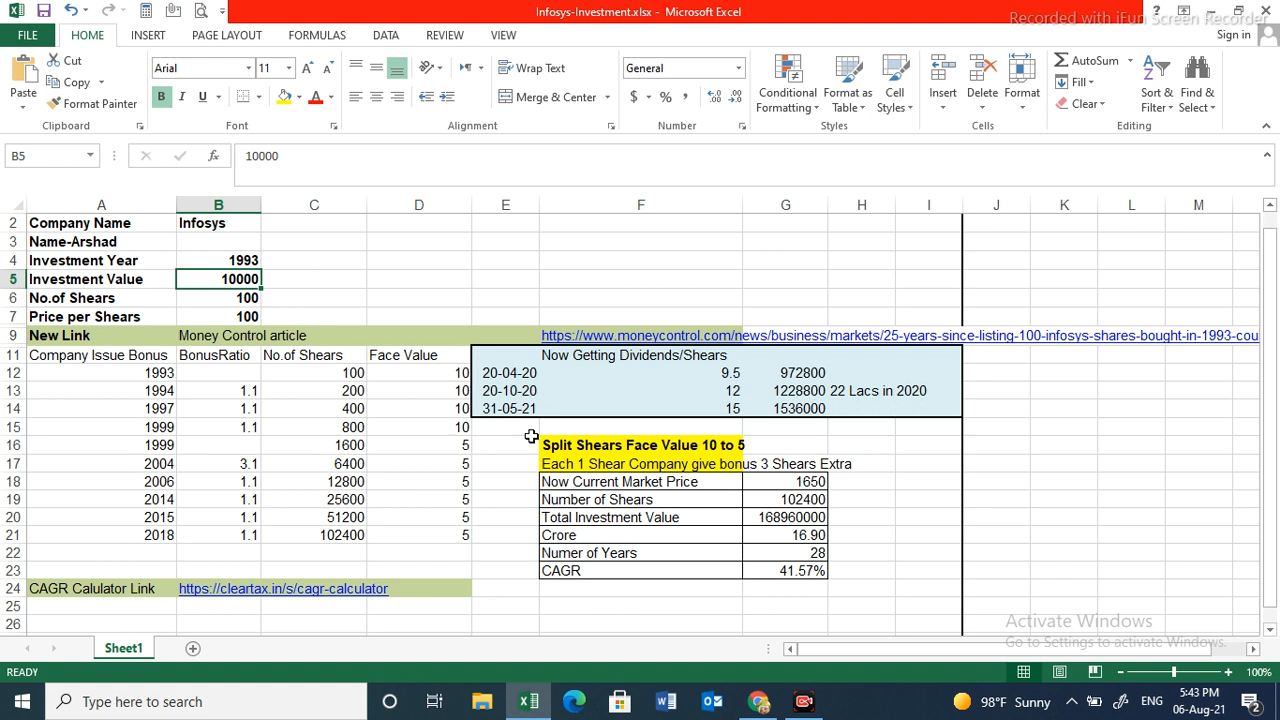 Infosys-Investment.xlsx - Microsoft Excel
Recorded with iFun Screen Recorder
FILE HOME INSERT PAGE LAYOUT FORMULAS DATA REVIEW VIEW Sign in
Paste Cut Copy Format Painter Clipboard
Arial 11 B I U A Font
Wrap Text Merge & Center Alignment
General $ % , Number
Conditional Formatting Format as Table Cell Styles Styles
Insert Delete Format Cells
AutoSum Fill Clear Sort & Filter Find & Select Editing
B5 fx 10000
A B C D E F G H I J K L M
2 Company Name Infosys
3 Name-Arshad
4 Investment Year 1993
5 Investment Value 10000
6 No.of Shears 100
7 Price per Shears 100
9 New Link Money Control article https://www.moneycontrol.com/news/business/markets/25-years-since-listing-100-infosys-shares-bought-in-1993-cou
11 Company Issue Bonus BonusRatio No.of Shears Face Value Now Getting Dividends/Shears
12 1993 100 10 20-04-20 9.5 972800
13 1994 1.1 200 10 20-10-20 12 1228800 22 Lacs in 2020
14 1997 1.1 400 10 31-05-21 15 1536000
15 1999 1.1 800 10
16 1999 1600 5 Split Shears Face Value 10 to 5
17 2004 3.1 6400 5 Each 1 Shear Company give bonus 3 Shears Extra
18 2006 1.1 12800 5 Now Current Market Price 1650
19 2014 1.1 25600 5 Number of Shears 102400
20 2015 1.1 51200 5 Total Investment Value 168960000
21 2018 1.1 102400 5 Crore 16.90
22 Numer of Years 28
23 CAGR 41.57%
24 CAGR Calulator Link https://cleartax.in/s/cagr-calculator
25
26
Activate Windows
Go to Settings to activate Windows.
Sheet1
READY 100%
Type here to search 98°F Sunny ENG 5:43 PM
06-Aug-21 2